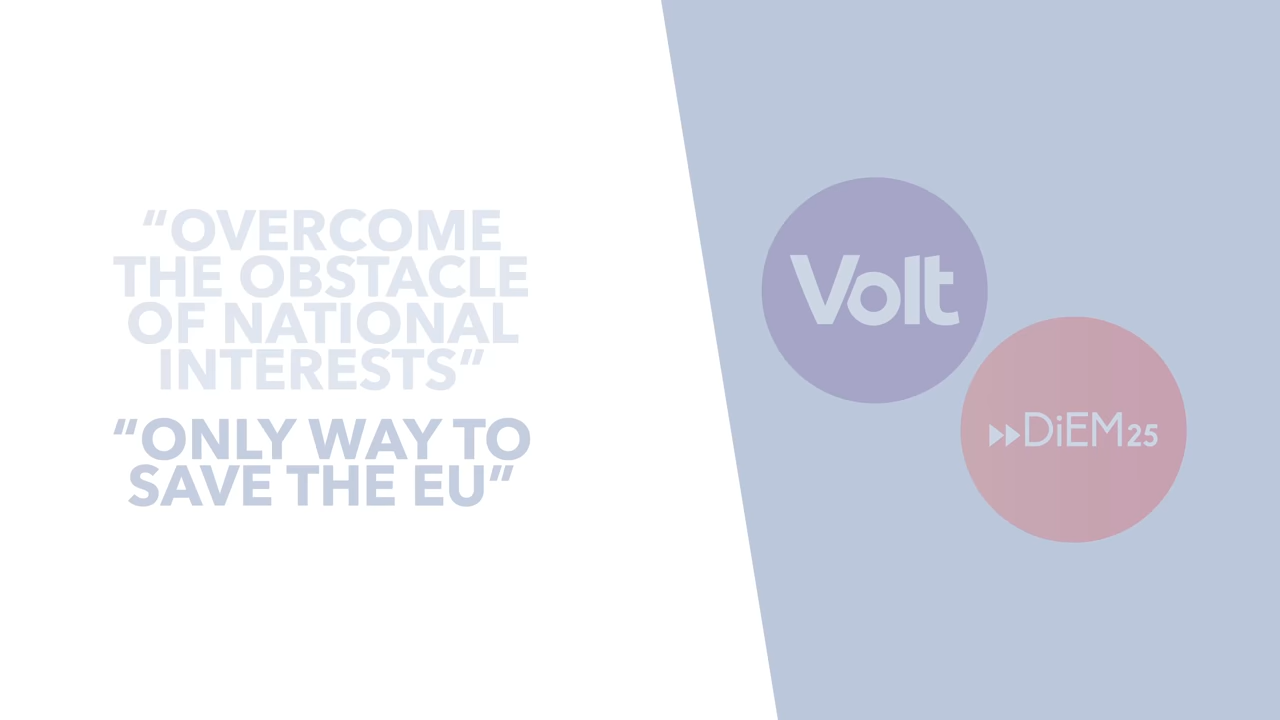 “OVERCOME
THE OBSTACLE
OF NATIONAL
INTERESTS”
“ONLY WAY TO
SAVE THE EU”
Volt
DiEM25